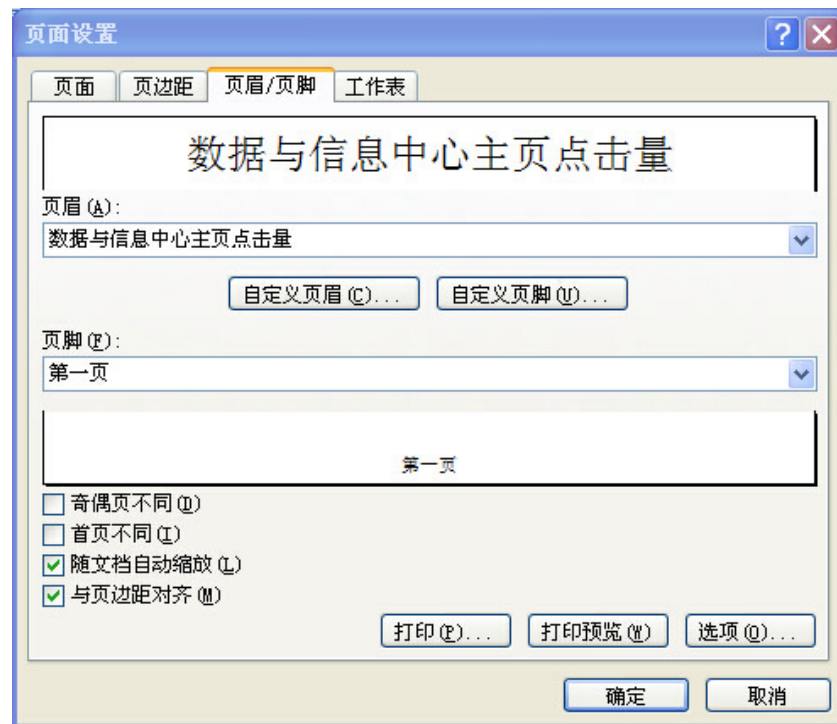 页面设置
页面 页边距 页眉/页脚 工作表
数据与信息中心主页点击量
页眉(A):
数据与信息中心主页点击量
自定义页眉(C)... 自定义页脚(U)...
页脚(F):
第一页
第一页
奇偶页不同(D)
首页不同(I)
随文档自动缩放(L)
与页边距对齐(M)
打印(P)... 打印预览(W) 选项(O)...
确定 取消